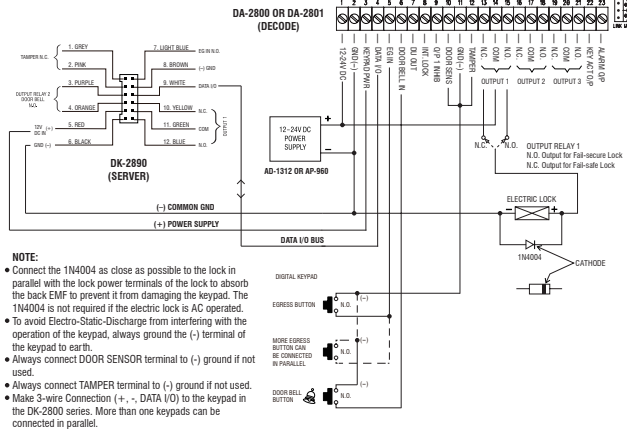 DA-2800 OR DA-2801
(DECODE)
1 2 3 4 5 6 7 8 9 10 11 12 13 14 15 16 17 18 19 20 21 22 23
12-24V DC
GND(–)
KEYPAD PWR
DATA I/O
EG IN
DOOR BELL IN
DU OUT
INT. LOCK
O/P 1 INHIB
DOOR SENS
GND(–)
TAMPER
N.C.
COM
N.O.
N.C.
COM
N.O.
N.C.
COM
N.O.
KEY ACT O/P
ALARM O/P
OUTPUT 1
OUTPUT 2
OUTPUT 3
LINK
TAMPER N.C.
1. GREY
2. PINK
3. PURPLE
OUTPUT RELAY 2
DOOR BELL
N.O.
4. ORANGE
12V (+)
DC IN
5. RED
GND (–)
6. BLACK
7. LIGHT BLUE
EG IN N.O.
8. BROWN
(–) GND
9. WHITE
DATA I/O
10. YELLOW
N.C.
11. GREEN
COM
12. BLUE
N.O.
OUTPUT 1
DK-2890
(SERVER)
+
12–24V DC
POWER
SUPPLY
–
AD-1312 OR AP-960
N.C.
N.O.
OUTPUT RELAY 1
N.O. Output for Fail-secure Lock
N.C. Output for Fail-safe Lock
ELECTRIC LOCK
– +
1N4004
CATHODE
(–) COMMON GND
(+) POWER SUPPLY
DATA I/O BUS
NOTE:
• Connect the 1N4004 as close as possible to the lock in
parallel with the lock power terminals of the lock to absorb
the back EMF to prevent it from damaging the keypad. The
1N4004 is not required if the electric lock is AC operated.
• To avoid Electro-Static-Discharge from interfering with the
operation of the keypad, always ground the (-) terminal of
the keypad to earth.
• Always connect DOOR SENSOR terminal to (-) ground if not
used.
• Always connect TAMPER terminal to (-) ground if not used.
• Make 3-wire Connection (+, -, DATA I/O) to the keypad in
the DK-2800 series. More than one keypads can be
connected in parallel.
DIGITAL KEYPAD
EGRESS BUTTON
(–)
N.O.
MORE EGRESS
BUTTON CAN
BE CONNECTED
IN PARALLEL
(–)
N.O.
DOOR BELL
BUTTON
(–)
N.O.